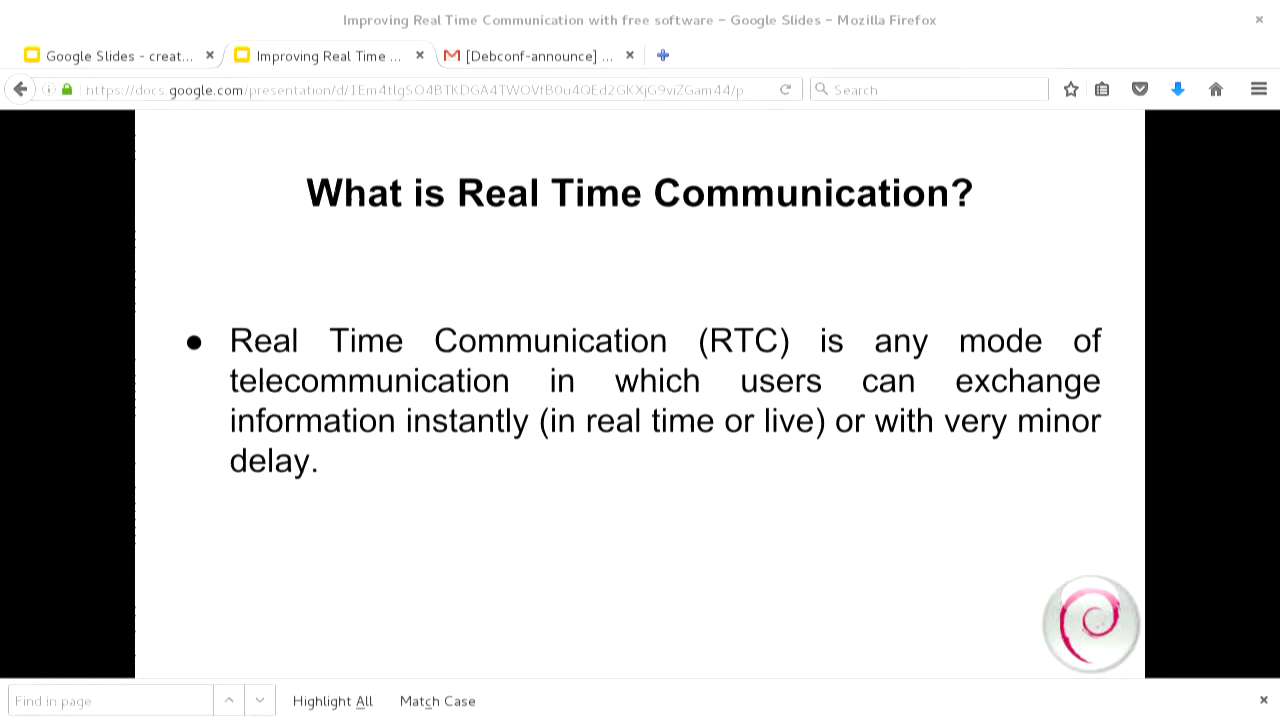 Improving Real Time Communication with free software – Google Slides – Mozilla Firefox
Google Slides - creat... Improving Real Time ... [Debconf-announce] ...
Search
What is Real Time Communication?
● Real Time Communication (RTC) is any mode of
telecommunication in which users can exchange
information instantly (in real time or live) or with very minor
delay.
Find in page Highlight All Match Case